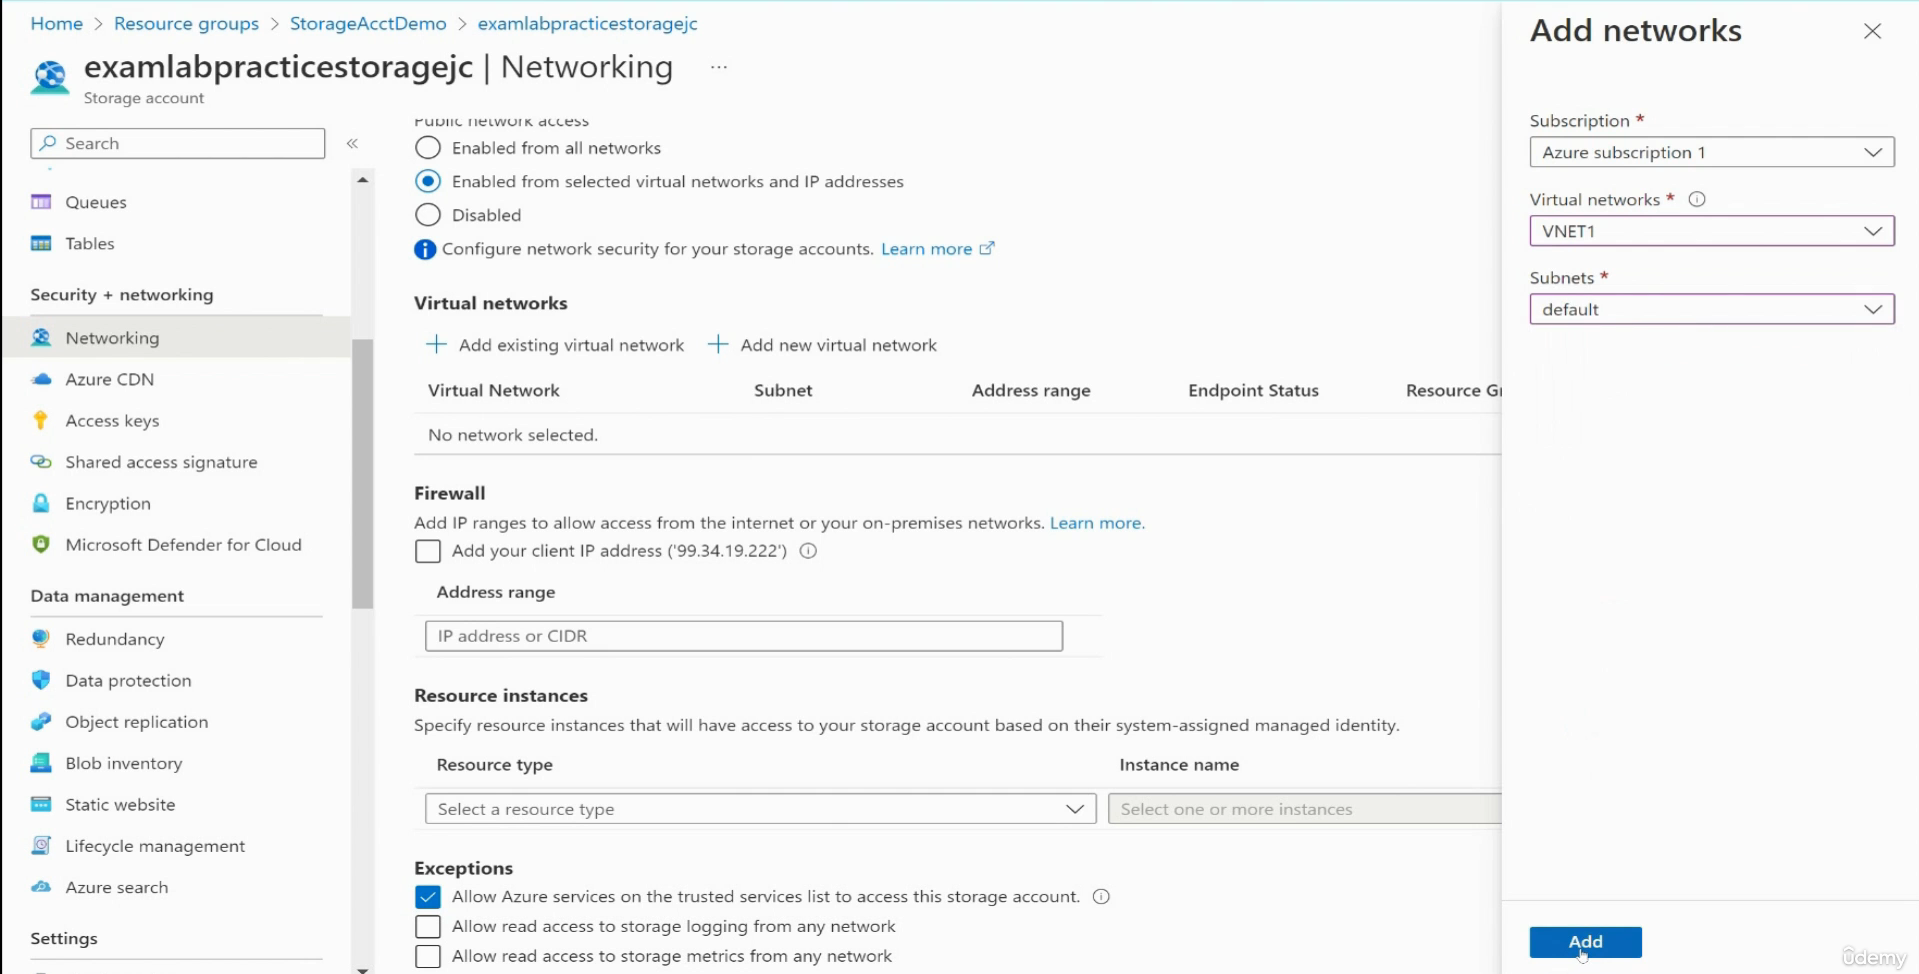 Home > Resource groups > StorageAcctDemo > examlabpracticestoragejc
examlabpracticestoragejc | Networking ...
Storage account
Search
«
Queues
Tables
Security + networking
Networking
Azure CDN
Access keys
Shared access signature
Encryption
Microsoft Defender for Cloud
Data management
Redundancy
Data protection
Object replication
Blob inventory
Static website
Lifecycle management
Azure search
Settings
Public network access
Enabled from all networks
Enabled from selected virtual networks and IP addresses
Disabled
Configure network security for your storage accounts. Learn more
Virtual networks
+ Add existing virtual network + Add new virtual network
Virtual Network Subnet Address range Endpoint Status Resource Gr
No network selected.
Firewall
Add IP ranges to allow access from the internet or your on-premises networks. Learn more.
Add your client IP address ('99.34.19.222')
Address range
IP address or CIDR
Resource instances
Specify resource instances that will have access to your storage account based on their system-assigned managed identity.
Resource type Instance name
Select a resource type Select one or more instances
Exceptions
Allow Azure services on the trusted services list to access this storage account.
Allow read access to storage logging from any network
Allow read access to storage metrics from any network
Add networks
Subscription *
Azure subscription 1
Virtual networks *
VNET1
Subnets *
default
Add
ûdemy